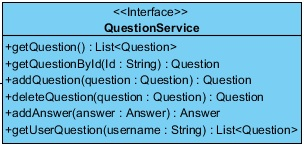 <<Interface>>
QuestionService
+getQuestion() : List<Question>
+getQuestionById(Id : String) : Question
+addQuestion(question : Question) : Question
+deleteQuestion(question : Question) : Question
+addAnswer(answer : Answer) : Answer
+getUserQuestion(username : String) : List<Question>